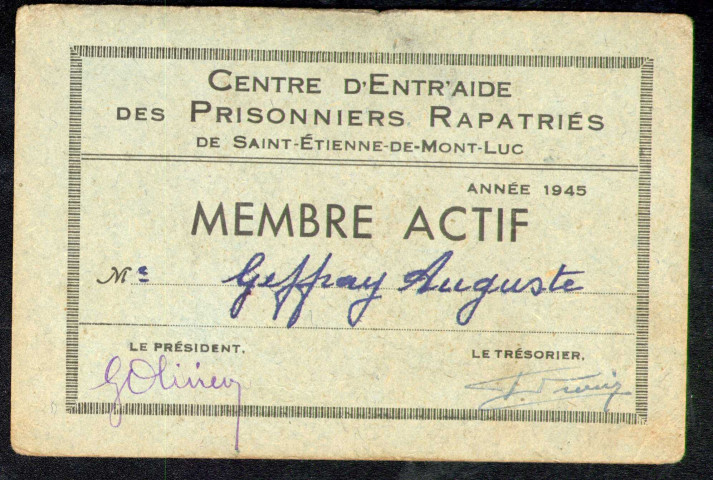 CENTRE D'ENTR'AIDE
DES PRISONNIERS RAPATRIÉS
DE SAINT-ÉTIENNE-DE-MONT-LUC
ANNÉE 1945
MEMBRE ACTIF
Mr Geffray Auguste
LE PRÉSIDENT. LE TRÉSORIER,